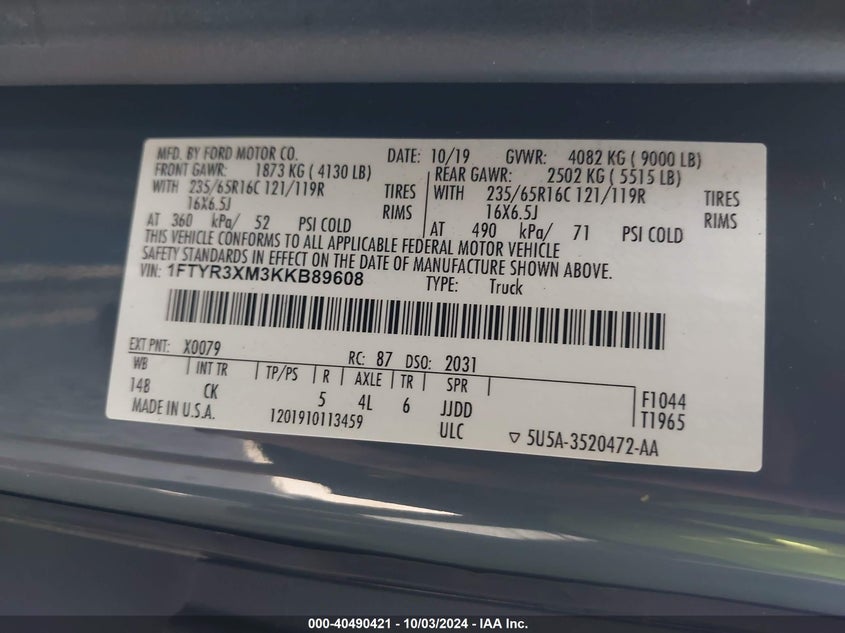 MFD. BY FORD MOTOR CO. DATE: 10/19 GVWR: 4082 KG ( 9000 LB)
FRONT GAWR: 1873 KG ( 4130 LB) REAR GAWR: 2502 KG ( 5515 LB)
WITH 235/65R16C 121/119R TIRES WITH 235/65R16C 121/119R TIRES
16X6.5J RIMS 16X6.5J RIMS
AT 360 kPa/ 52 PSI COLD AT 490 kPa/ 71 PSI COLD
THIS VEHICLE CONFORMS TO ALL APPLICABLE FEDERAL MOTOR VEHICLE
SAFETY STANDARDS IN EFFECT ON THE DATE OF MANUFACTURE SHOWN ABOVE.
VIN: 1FTYR3XM3KKB89608 TYPE: Truck
EXT PNT: X0079 RC: 87 DSO: 2031
WB INT TR TP/PS R AXLE TR SPR
148 CK 5 4L 6 JJDD F1044
MADE IN U.S.A. 1201910113459 ULC T1965
▽ 5U5A-3520472-AA
000-40490421 - 10/03/2024 - IAA Inc.